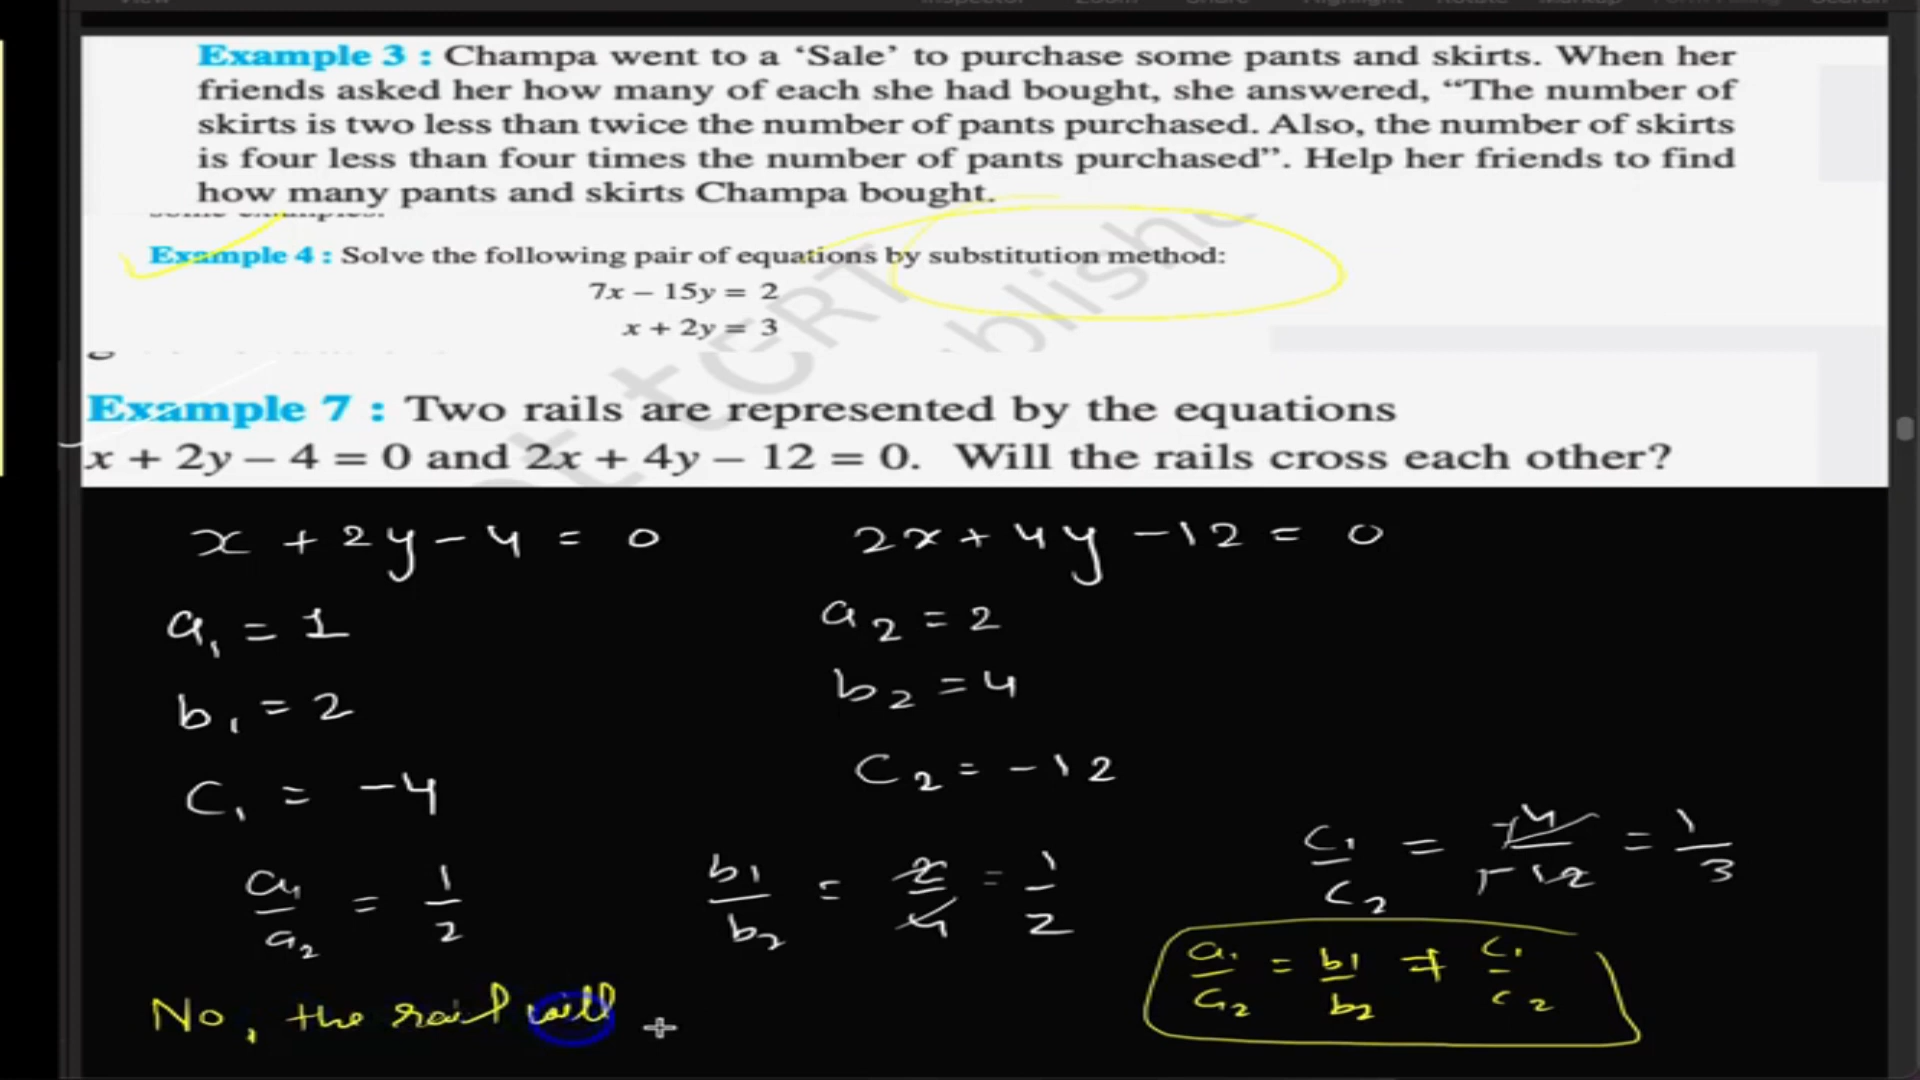 Example 3 : Champa went to a ‘Sale’ to purchase some pants and skirts. When her
friends asked her how many of each she had bought, she answered, “The number of
skirts is two less than twice the number of pants purchased. Also, the number of skirts
is four less than four times the number of pants purchased”. Help her friends to find
how many pants and skirts Champa bought.
some examples.
Example 4 : Solve the following pair of equations by substitution method:
7x – 15y = 2
x + 2y = 3
Example 7 : Two rails are represented by the equations
x + 2y – 4 = 0 and 2x + 4y – 12 = 0. Will the rails cross each other?
x + 2y - 4 = 0 2x + 4y - 12 = 0
a₁ = 1 a₂ = 2
b₁ = 2 b₂ = 4
c₁ = -4 c₂ = -12
a₁/a₂ = 1/2 b₁/b₂ = 2/4 = 1/2 c₁/c₂ = -4/-12 = 1/3
a₁/a₂ = b₁/b₂ ≠ c₁/c₂
No, the rail will